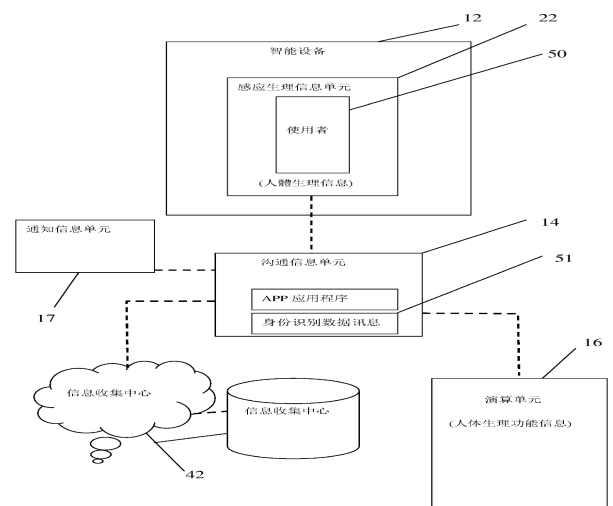 12
22
智能设备
50
感应生理信息单元
使用者
(人體生理信息)
通知信息单元
14
沟通信息单元
51
17
APP 应用程序
身份识别数据讯息
16
信息收集中心
信息收集中心
演算单元
(人体生理功能信息)
42